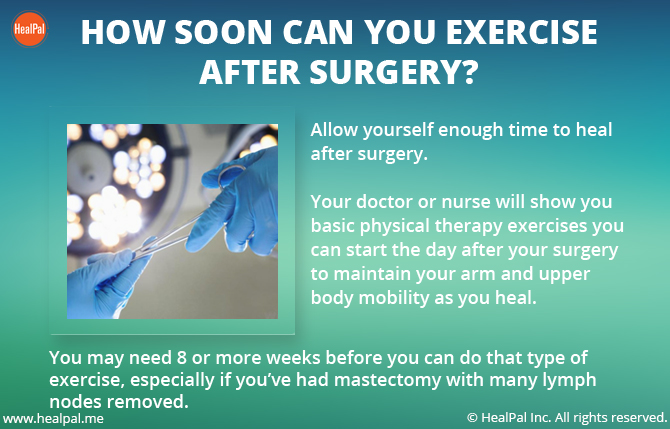 HealPal
HOW SOON CAN YOU EXERCISE
AFTER SURGERY?
Allow yourself enough time to heal
after surgery.
Your doctor or nurse will show you
basic physical therapy exercises you
can start the day after your surgery
to maintain your arm and upper
body mobility as you heal.
You may need 8 or more weeks before you can do that type of
exercise, especially if you’ve had mastectomy with many lymph
nodes removed.
www.healpal.me
© HealPal Inc. All rights reserved.